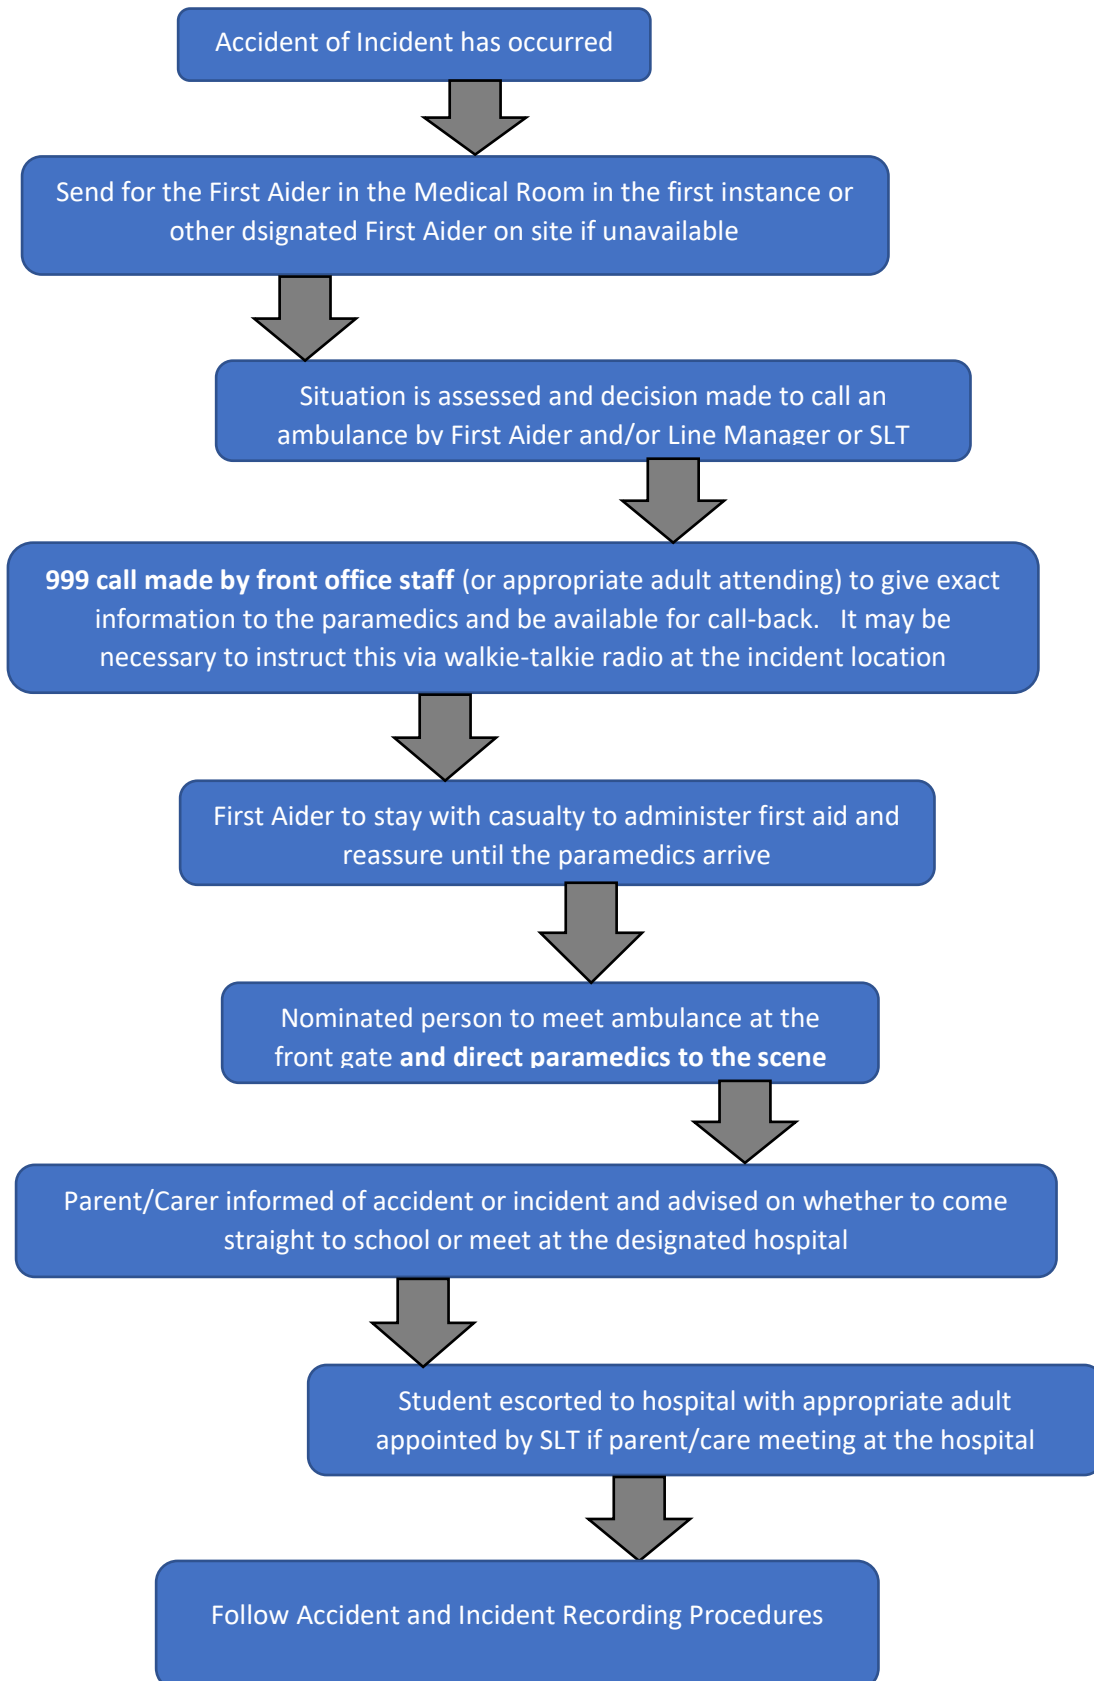 Accident of Incident has occurred
Send for the First Aider in the Medical Room in the first instance or
other dsignated First Aider on site if unavailable
Situation is assessed and decision made to call an
ambulance by First Aider and/or Line Manager or SLT
999 call made by front office staff (or appropriate adult attending) to give exact
information to the paramedics and be available for call-back.   It may be
necessary to instruct this via walkie-talkie radio at the incident location
First Aider to stay with casualty to administer first aid and
reassure until the paramedics arrive
Nominated person to meet ambulance at the
front gate and direct paramedics to the scene
Parent/Carer informed of accident or incident and advised on whether to come
straight to school or meet at the designated hospital
Student escorted to hospital with appropriate adult
appointed by SLT if parent/care meeting at the hospital
Follow Accident and Incident Recording Procedures